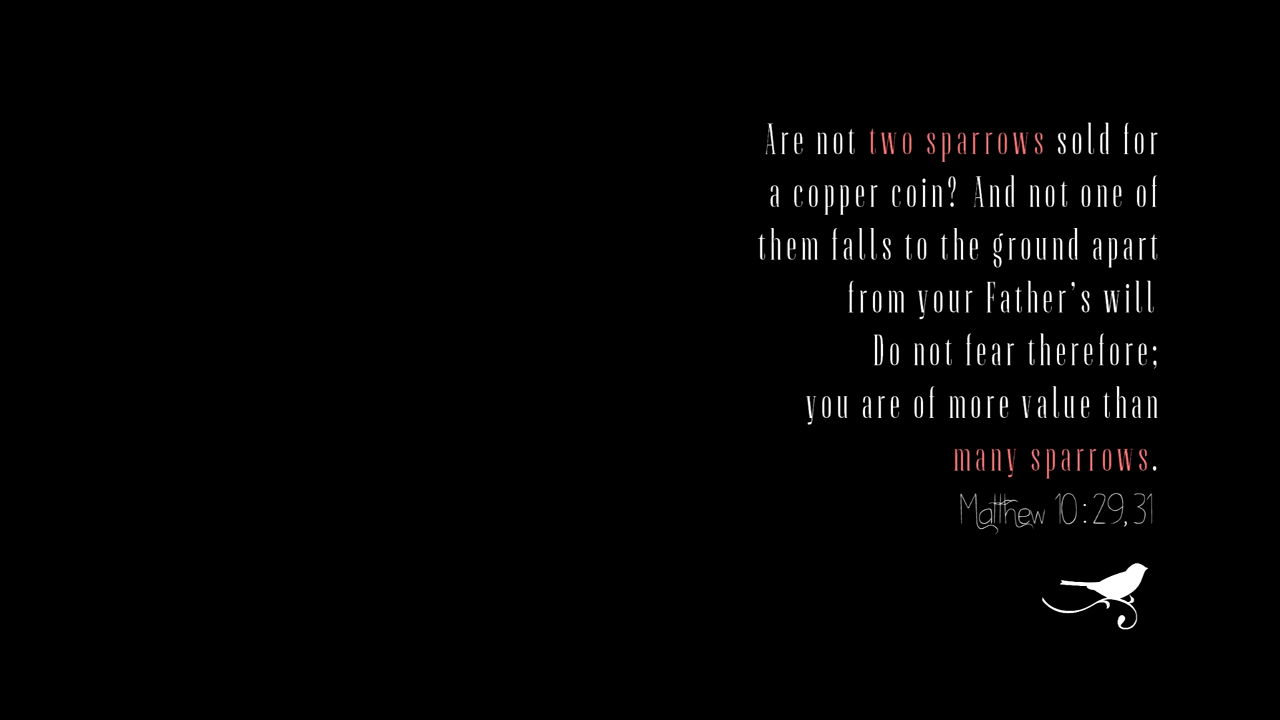 Are not two sparrows sold for
a copper coin? And not one of
them falls to the ground apart
from your Father’s will
Do not fear therefore;
you are of more value than
many sparrows.
Matthew 10:29,31